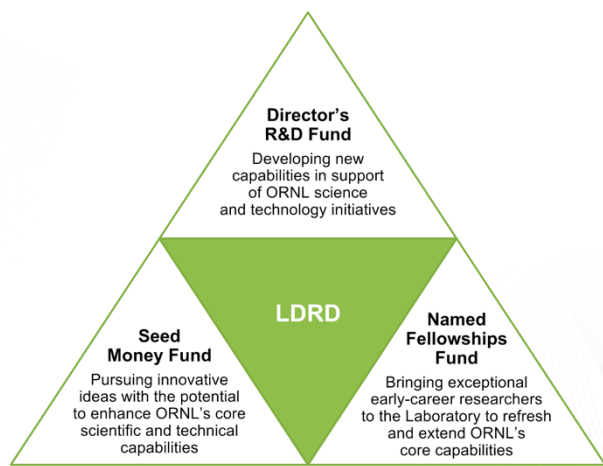 Director's
R&D Fund
Developing new
capabilities in support
of ORNL science
and technology initiatives
LDRD
Seed
Money Fund
Pursuing innovative
ideas with the potential
to enhance ORNL's core
scientific and technical
capabilities
Named
Fellowships
Fund
Bringing exceptional
early-career researchers
to the Laboratory to refresh
and extend ORNL's
core capabilities